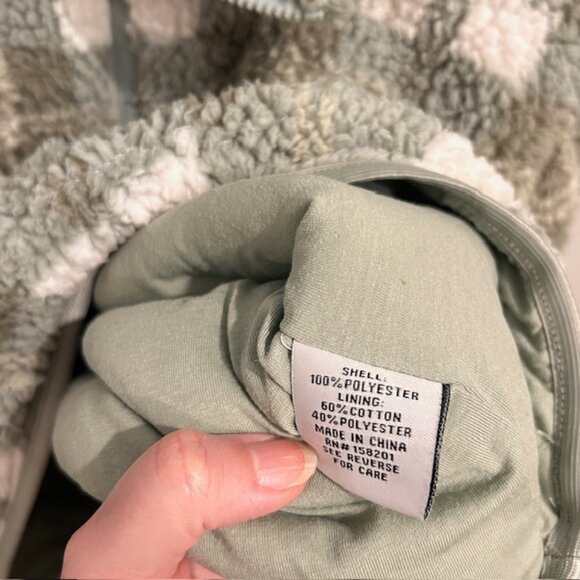 SHELL:
100%POLYESTER
LINING:
60%COTTON
40%POLYESTER
MADE IN CHINA
RN#158201
SEE REVERSE
FOR CARE